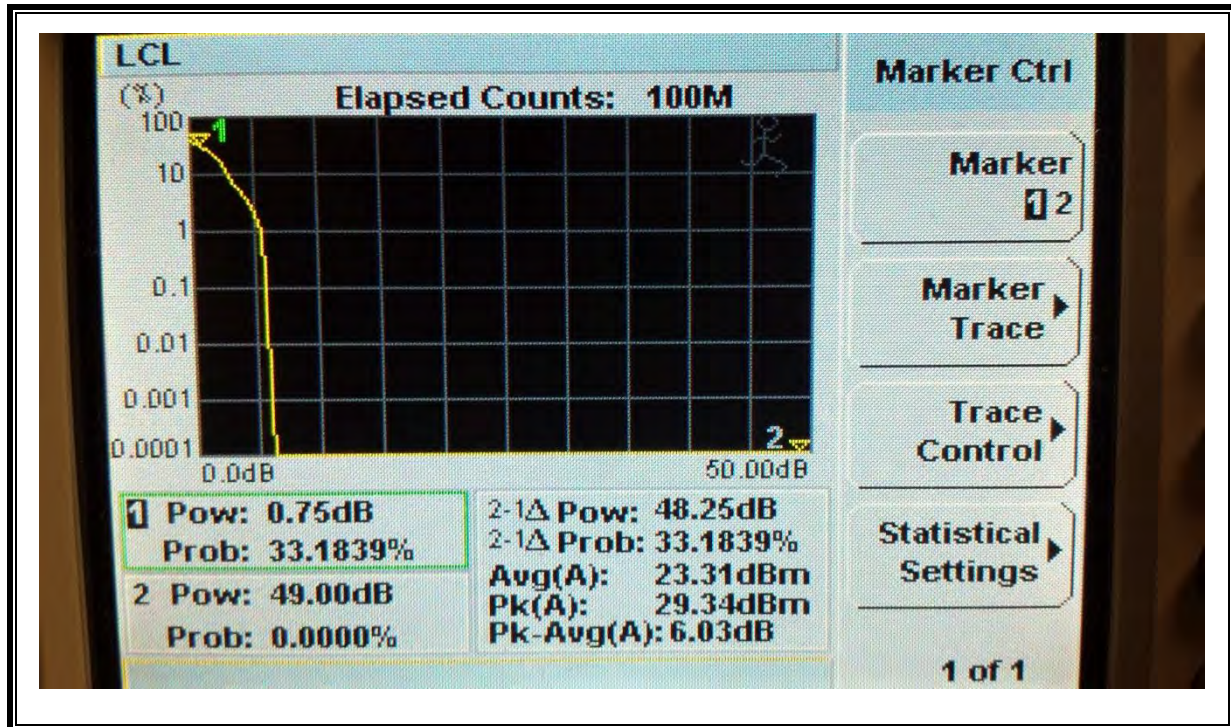 LCL
(%)
Elapsed Counts: 100M
100
1
10
1
0.1
0.01
0.001
0.0001
2
0.0dB
50.00dB
1 Pow: 0.75dB
Prob: 33.1839%
2 Pow: 49.00dB
Prob: 0.0000%
2-1Δ Pow: 48.25dB
2-1Δ Prob: 33.1839%
Avg(A): 23.31dBm
Pk(A): 29.34dBm
Pk-Avg(A): 6.03dB
Marker Ctrl
Marker
1 2
Marker
Trace
Trace
Control
Statistical
Settings
1 of 1